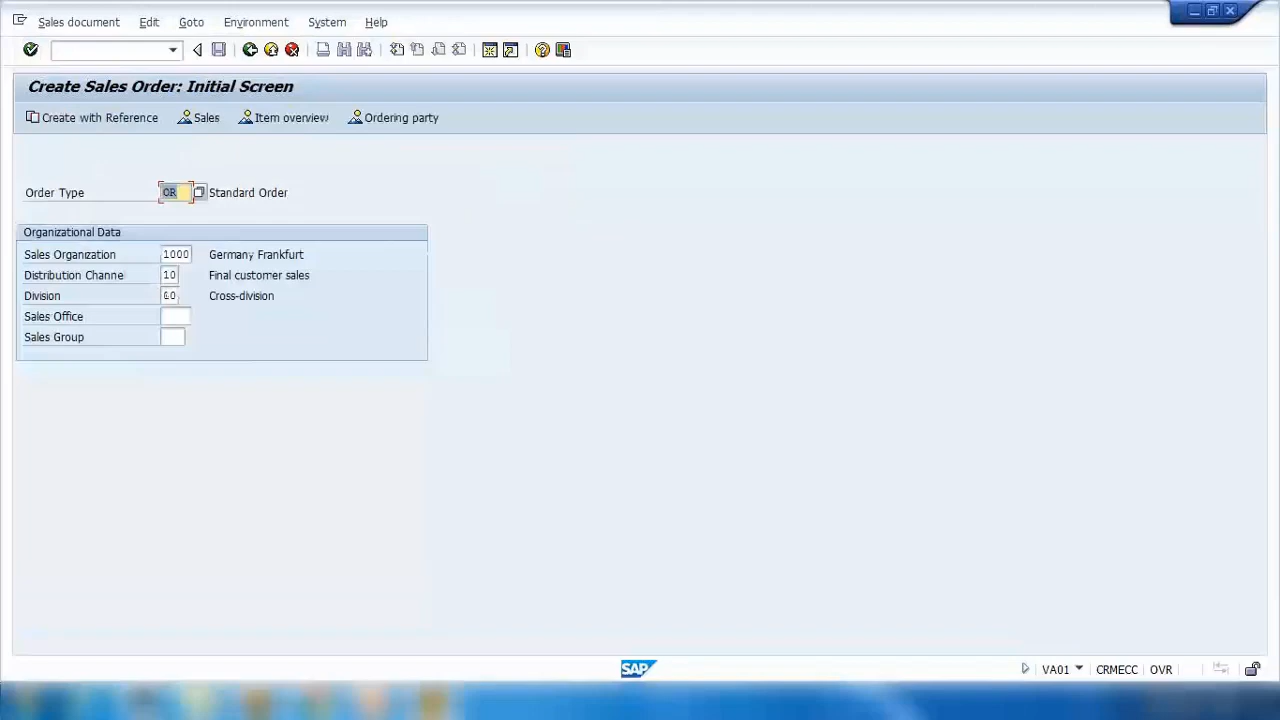 Sales document Edit Goto Environment System Help
Create Sales Order: Initial Screen
Create with Reference Sales Item overview Ordering party
Order Type OR Standard Order
Organizational Data
Sales Organization 1000 Germany Frankfurt
Distribution Channe 10 Final customer sales
Division Cross-division
Sales Office
Sales Group
SAP VA01 CRMECC OVR